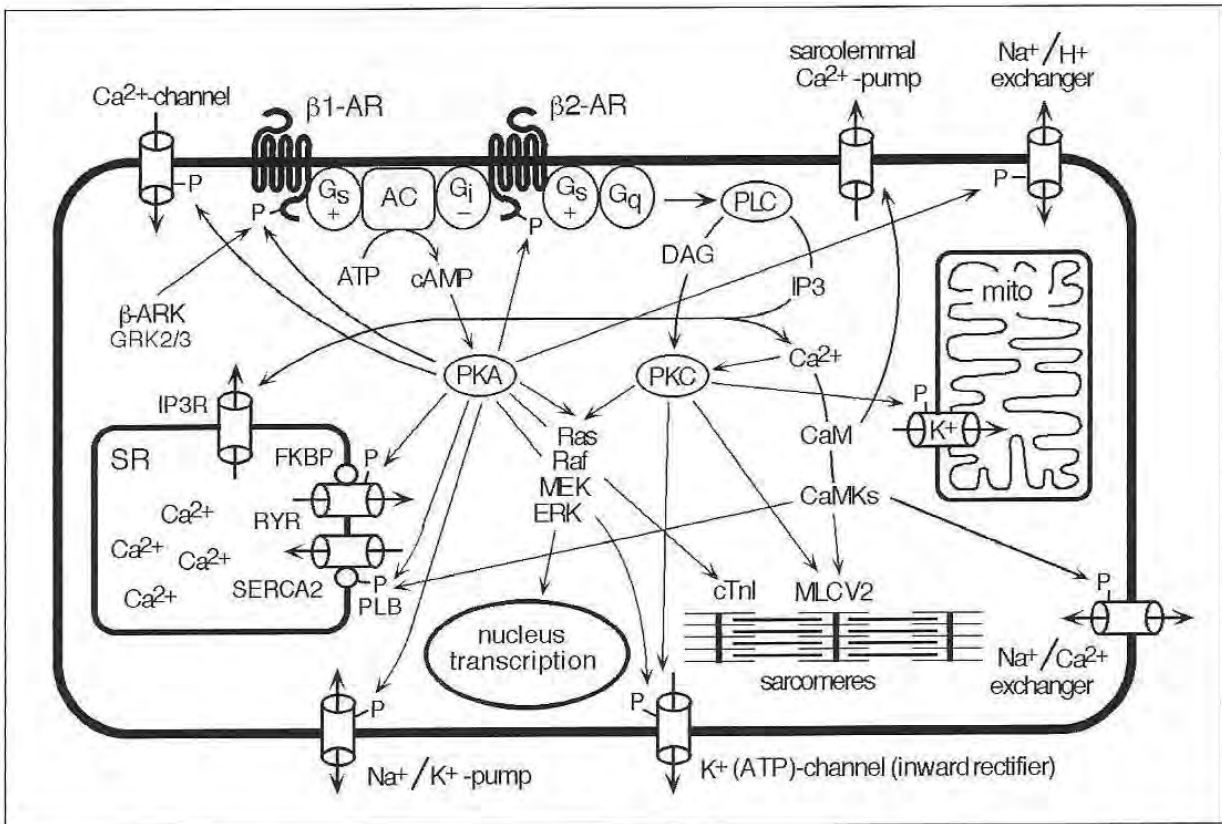 sarcolemmal
Ca2+ -pump
Na+/H+
exchanger
Ca2+-channel
β1-AR
β2-AR
P
P
Gs
+
AC
Gi
–
Gs
+
Gq
PLC
P
P
ATP
cAMP
DAG
IP3
mito
β-ARK
GRK2/3
PKA
PKC
Ca2+
IP3R
P
K+
SR
FKBP
P
Ras
Raf
MEK
ERK
CaM
CaMKs
RYR
Ca2+
Ca2+
Ca2+
Ca2+
SERCA2
P
PLB
cTnI
MLCV2
P
nucleus
transcription
sarcomeres
Na+/Ca2+
exchanger
P
P
Na+/K+ -pump
K+ (ATP)-channel (inward rectifier)